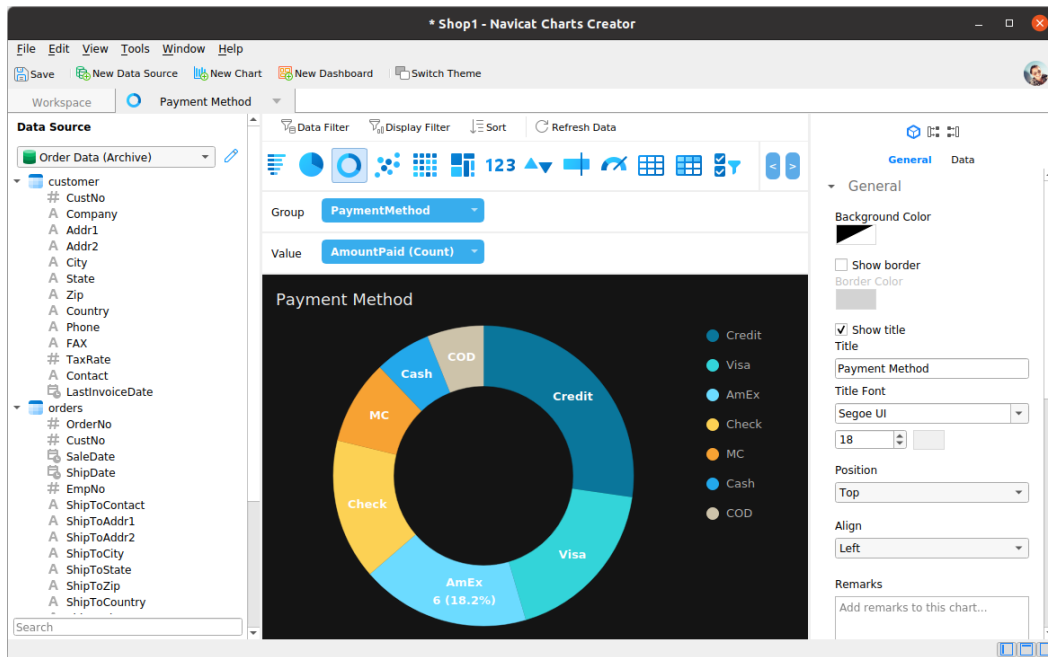 * Shop1 - Navicat Charts Creator
File Edit View Tools Window Help
Save New Data Source New Chart New Dashboard Switch Theme
Workspace Payment Method
Data Source
Order Data (Archive)
customer
# CustNo
A Company
A Addr1
A Addr2
A City
A State
A Zip
A Country
A Phone
A FAX
# TaxRate
A Contact
LastInvoiceDate
orders
# OrderNo
# CustNo
SaleDate
ShipDate
# EmpNo
A ShipToContact
A ShipToAddr1
A ShipToAddr2
A ShipToCity
A ShipToState
A ShipToZip
A ShipToCountry
Search
Data Filter Display Filter Sort Refresh Data
123
< >
Group PaymentMethod
Value AmountPaid (Count)
Payment Method
COD
Cash
Credit
MC
Check
Visa
AmEx
6 (18.2%)
Credit
Visa
AmEx
Check
MC
Cash
COD
General Data
General
Background Color
Show border
Border Color
Show title
Title
Payment Method
Title Font
Segoe UI
18
Position
Top
Align
Left
Remarks
Add remarks to this chart...